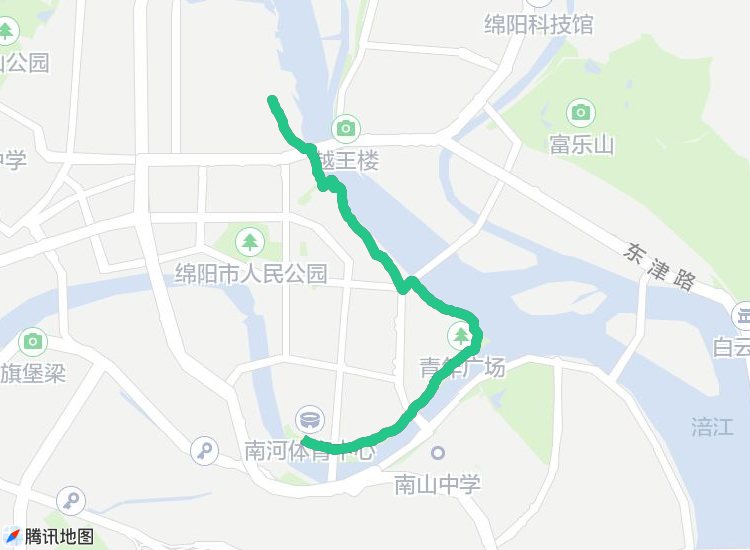 绵阳科技馆
山公园
富乐山
中学
越王楼
东津路
绵阳市人民公园
白云
旗堡梁
青年广场
涪江
南河体育中心
南山中学
腾讯地图